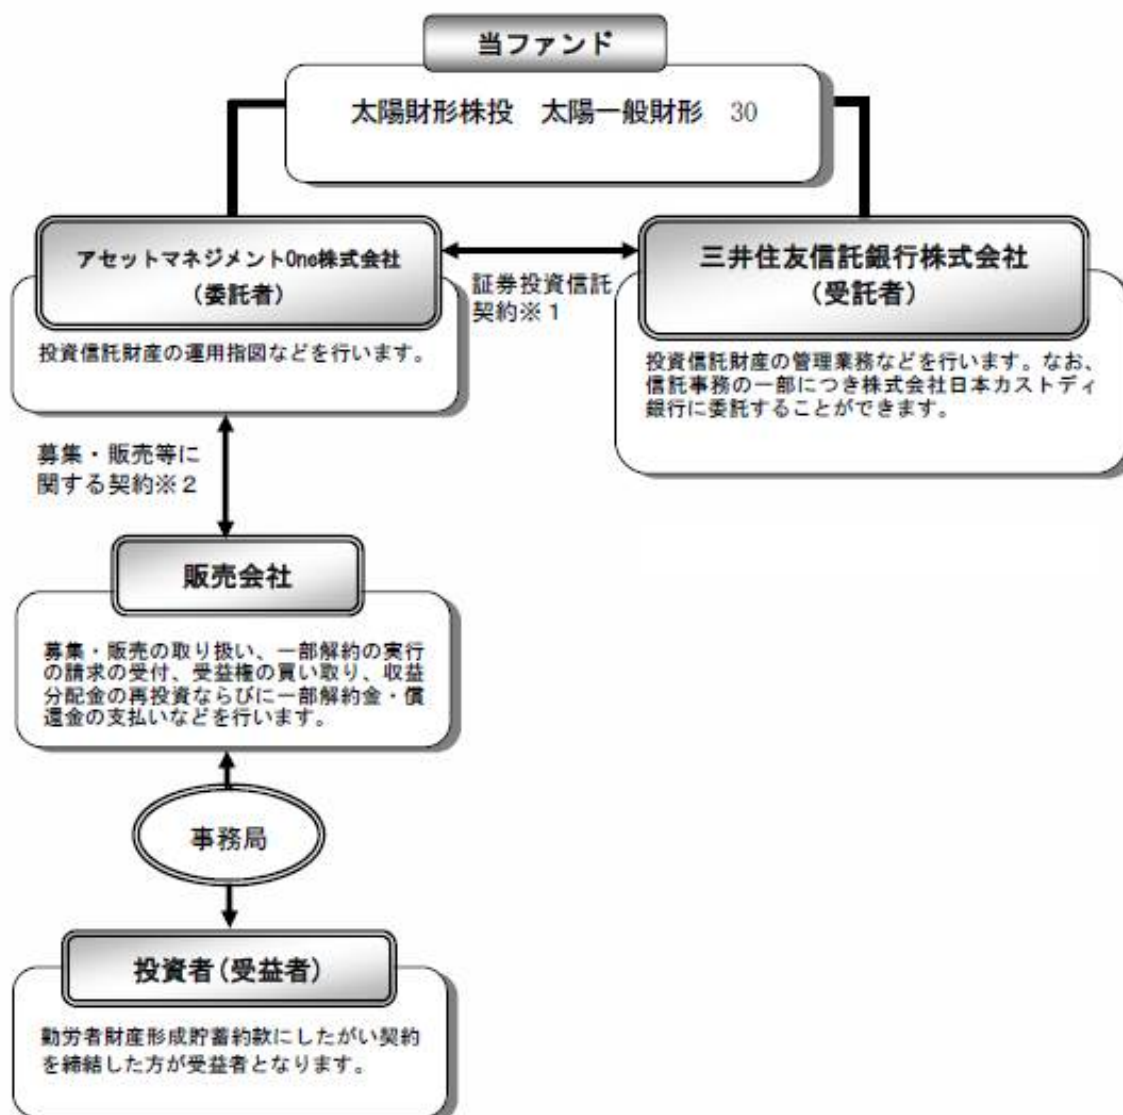 当ファンド
太陽財形株投　太陽一般財形　30
アセットマネジメントOne株式会社
（委託者）
投資信託財産の運用指図などを行います。
証券投資信託
契約※１
三井住友信託銀行株式会社
（受託者）
投資信託財産の管理業務などを行います。なお、
信託事務の一部につき株式会社日本カストディ
銀行に委託することができます。
募集・販売等に
関する契約※２
販売会社
募集・販売の取り扱い、一部解約の実行
の請求の受付、受益権の買い取り、収益
分配金の再投資ならびに一部解約金・償
還金の支払いなどを行います。
事務局
投資者（受益者）
勤労者財産形成貯蓄約款にしたがい契約
を締結した方が受益者となります。